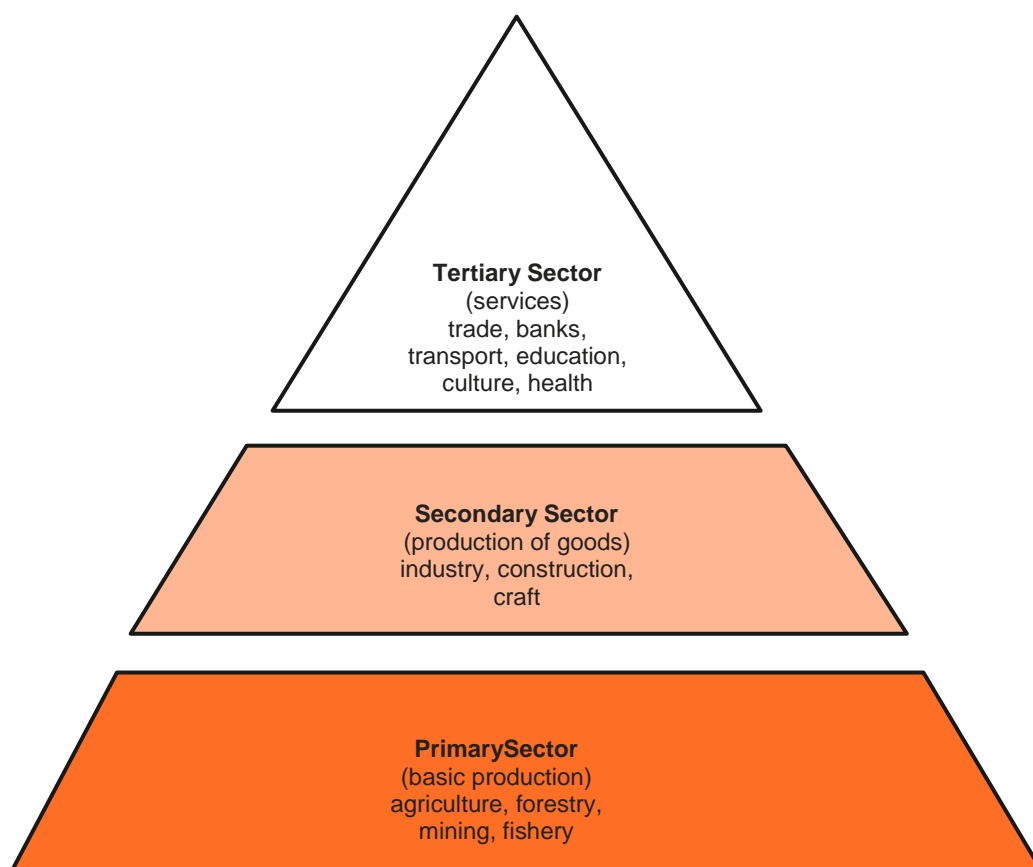 Tertiary Sector
(services)
trade, banks,
transport, education,
culture, health
Secondary Sector
(production of goods)
industry, construction,
craft
PrimarySector
(basic production)
agriculture, forestry,
mining, fishery